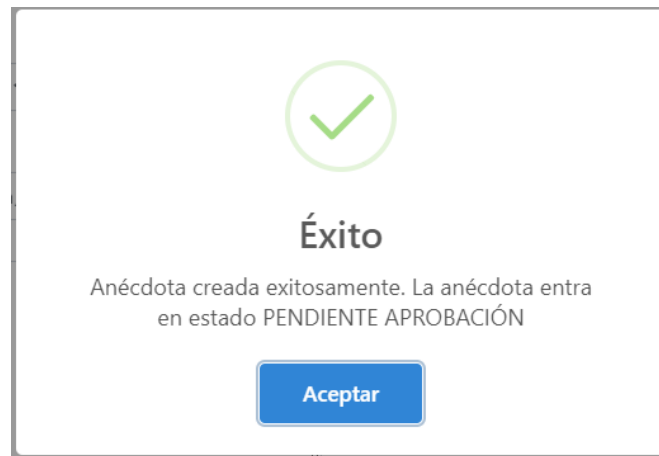 Éxito
Anécdota creada exitosamente. La anécdota entra
en estado PENDIENTE APROBACIÓN
Aceptar